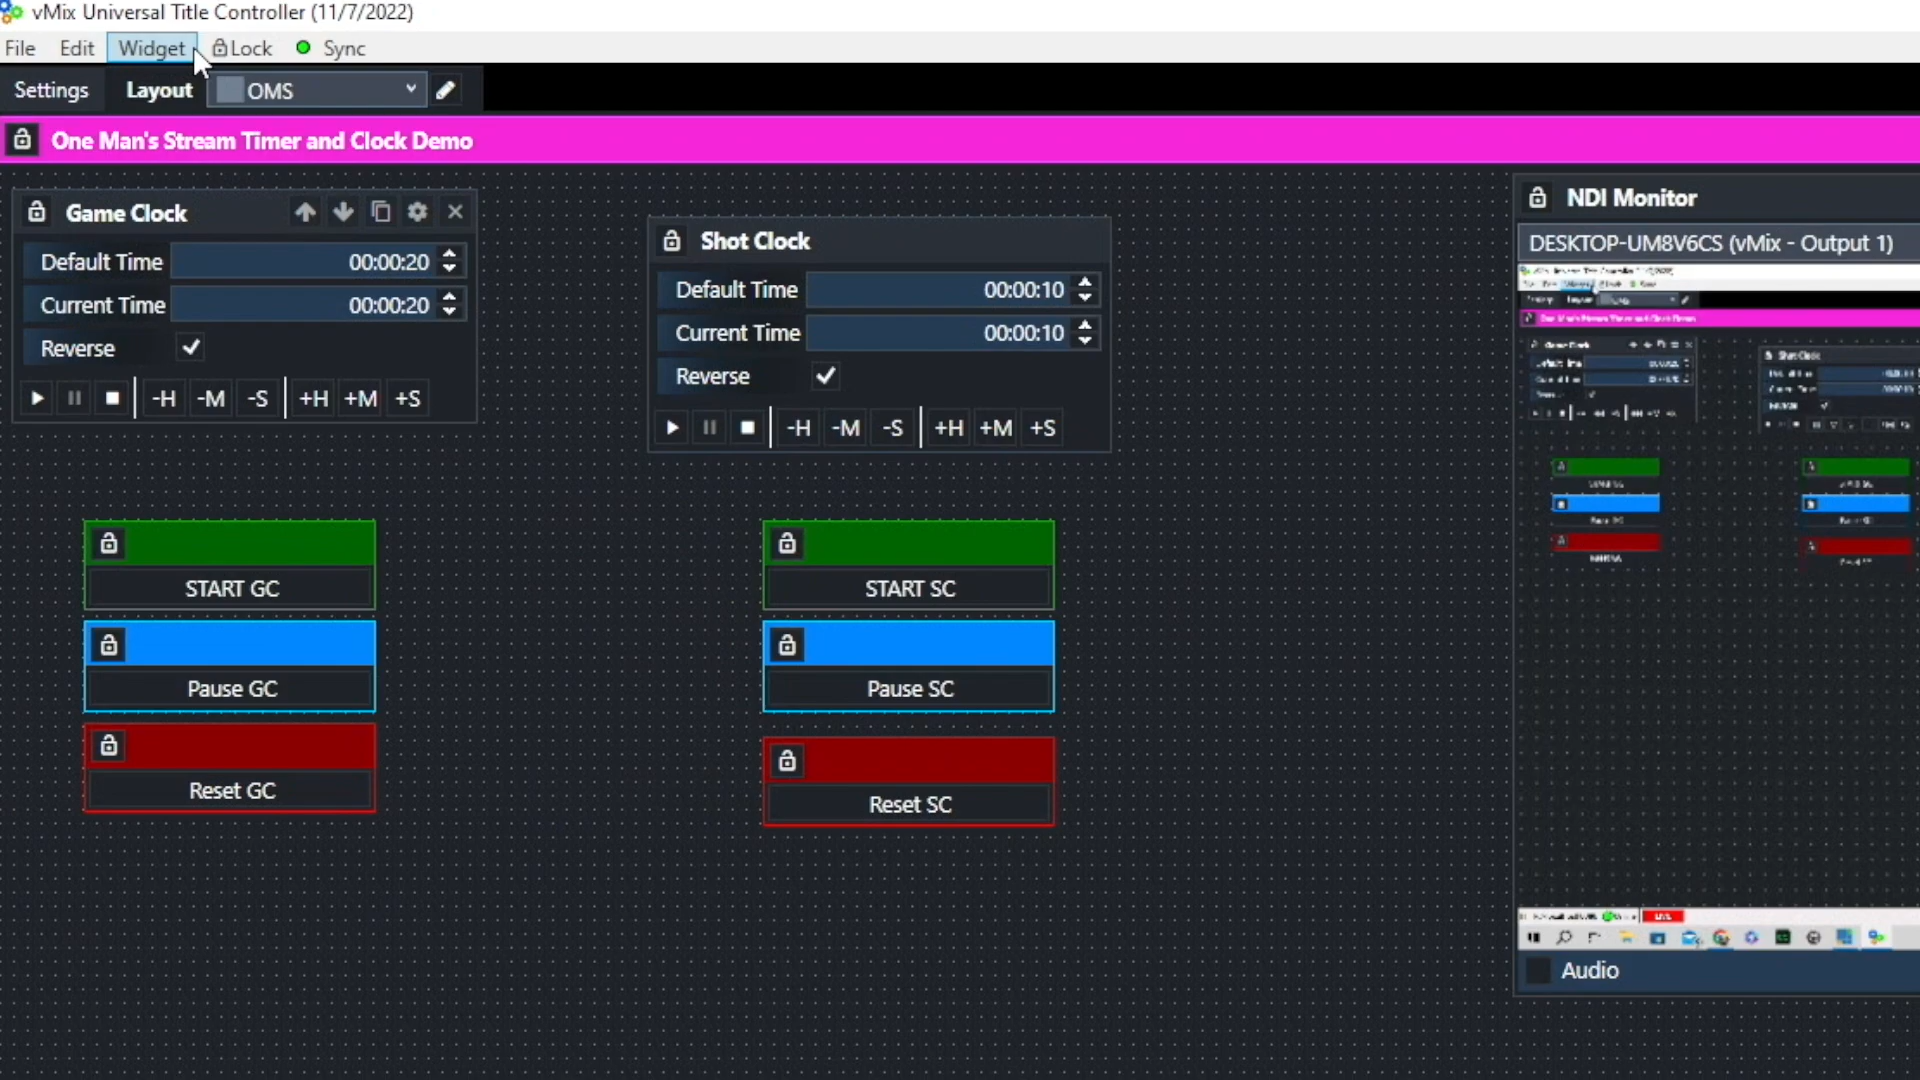 vMix Universal Title Controller (11/7/2022)
File Edit Widget Lock Sync
Settings Layout OMS
One Man's Stream Timer and Clock Demo
Game Clock
Default Time 00:00:20
Current Time 00:00:20
Reverse
-H -M -S +H +M +S
START GC
Pause GC
Reset GC
Shot Clock
Default Time 00:00:10
Current Time 00:00:10
Reverse
-H -M -S +H +M +S
START SC
Pause SC
Reset SC
NDI Monitor
DESKTOP-UM8V6CS (vMix - Output 1)
Audio